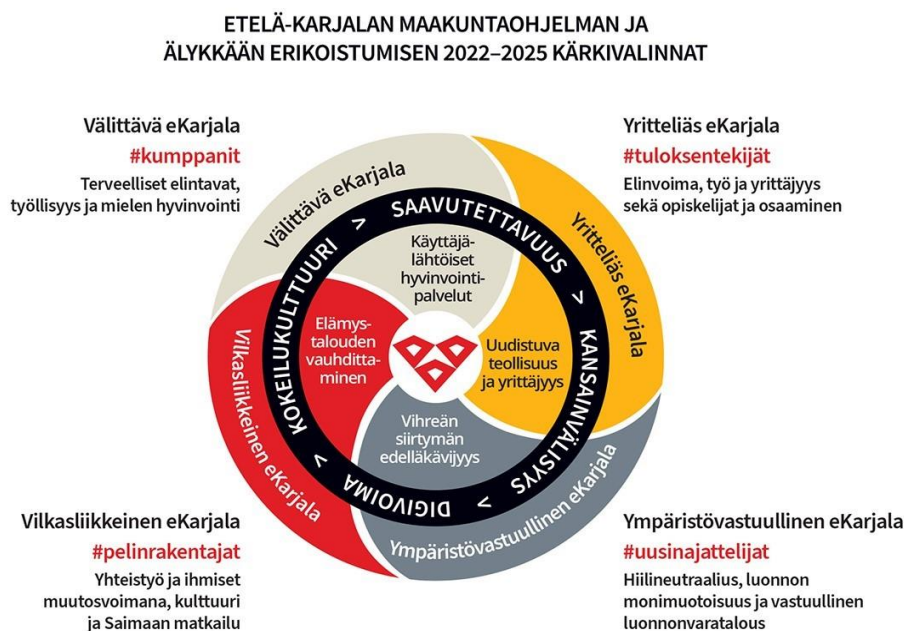 ETELÄ-KARJALAN MAAKUNTAOHJELMAN JA
ÄLYKKÄÄN ERIKOISTUMISEN 2022–2025 KÄRKIVALINNAT
Välittävä eKarjala
#kumppanit
Terveelliset elintavat,
työllisyys ja mielen hyvinvointi
Yritteliäs eKarjala
#tuloksentekijät
Elinvoima, työ ja yrittäjyys
sekä opiskelijat ja osaaminen
Välittävä eKarjala
Yritteliäs eKarjala
Ympäristövastuullinen eKarjala
Vilkasliikkeinen eKarjala
SAAVUTETTAVUUS > KANSAINVÄLISYYS > DIGIVOIMA > KOKEILUKULTTUURI >
Käyttäjä-
lähtöiset
hyvinvointi-
palvelut
Elämys-
talouden
vauhditta-
minen
Uudistuva
teollisuus
ja yrittäjyys
Vihreän
siirtymän
edelläkävijyys
Vilkasliikkeinen eKarjala
#pelinrakentajat
Yhteistyö ja ihmiset
muutosvoimana, kulttuuri
ja Saimaan matkailu
Ympäristövastuullinen eKarjala
#uusinajattelijat
Hiilineutraalius, luonnon
monimuotoisuus ja vastuullinen
luonnonvaratalous